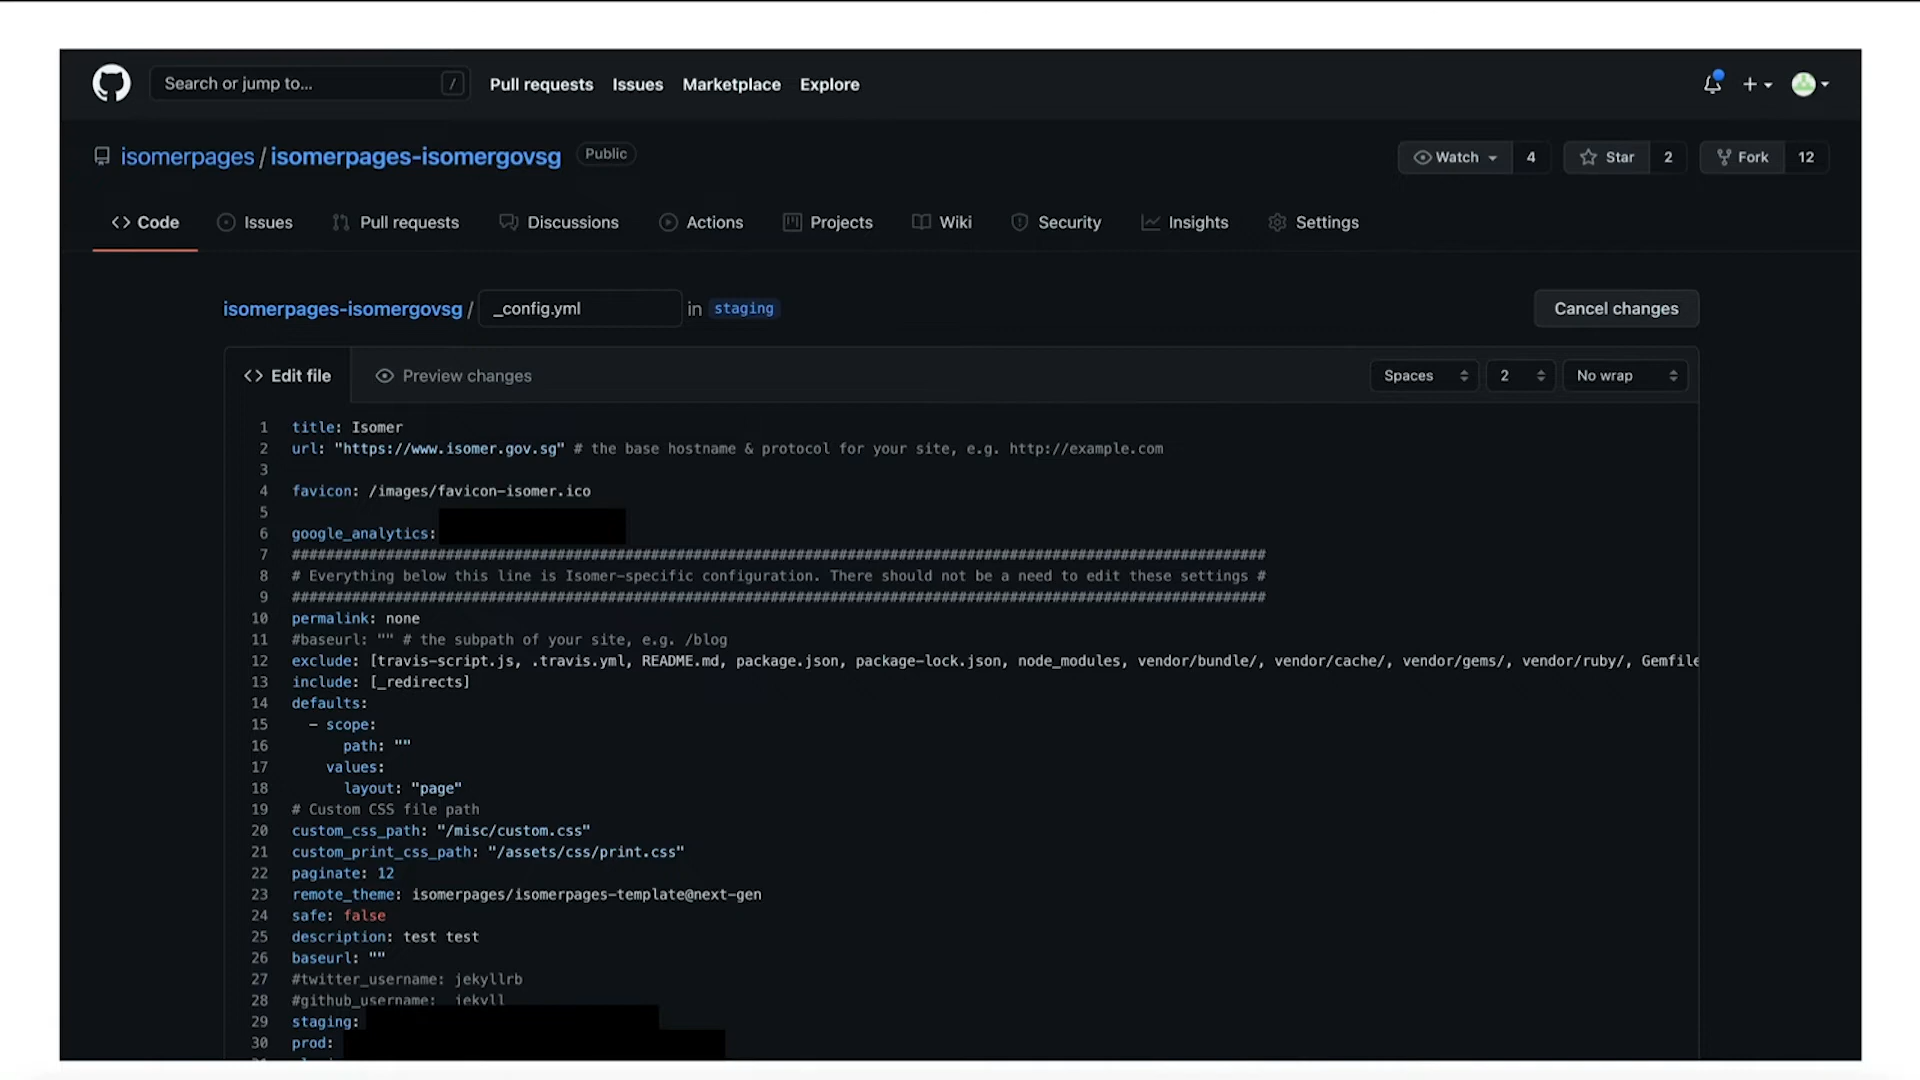 Search or jump to... / Pull requests Issues Marketplace Explore
isomerpages / isomerpages-isomergovsg Public Watch 4 Star 2 Fork 12
Code Issues Pull requests Discussions Actions Projects Wiki Security Insights Settings
isomerpages-isomergovsg / _config.yml in staging Cancel changes
Edit file Preview changes Spaces 2 No wrap
1 title: Isomer
2 url: "https://www.isomer.gov.sg" # the base hostname & protocol for your site, e.g. http://example.com
3
4 favicon: /images/favicon-isomer.ico
5
6 google_analytics:
7 ##################################################################################################################
8 # Everything below this line is Isomer-specific configuration. There should not be a need to edit these settings #
9 ##################################################################################################################
10 permalink: none
11 #baseurl: "" # the subpath of your site, e.g. /blog
12 exclude: [travis-script.js, .travis.yml, README.md, package.json, package-lock.json, node_modules, vendor/bundle/, vendor/cache/, vendor/gems/, vendor/ruby/, Gemfile
13 include: [_redirects]
14 defaults:
15 - scope:
16 path: ""
17 values:
18 layout: "page"
19 # Custom CSS file path
20 custom_css_path: "/misc/custom.css"
21 custom_print_css_path: "/assets/css/print.css"
22 paginate: 12
23 remote_theme: isomerpages/isomerpages-template@next-gen
24 safe: false
25 description: test test
26 baseurl: ""
27 #twitter_username: jekyllrb
28 #github_username: jekyll
29 staging:
30 prod: